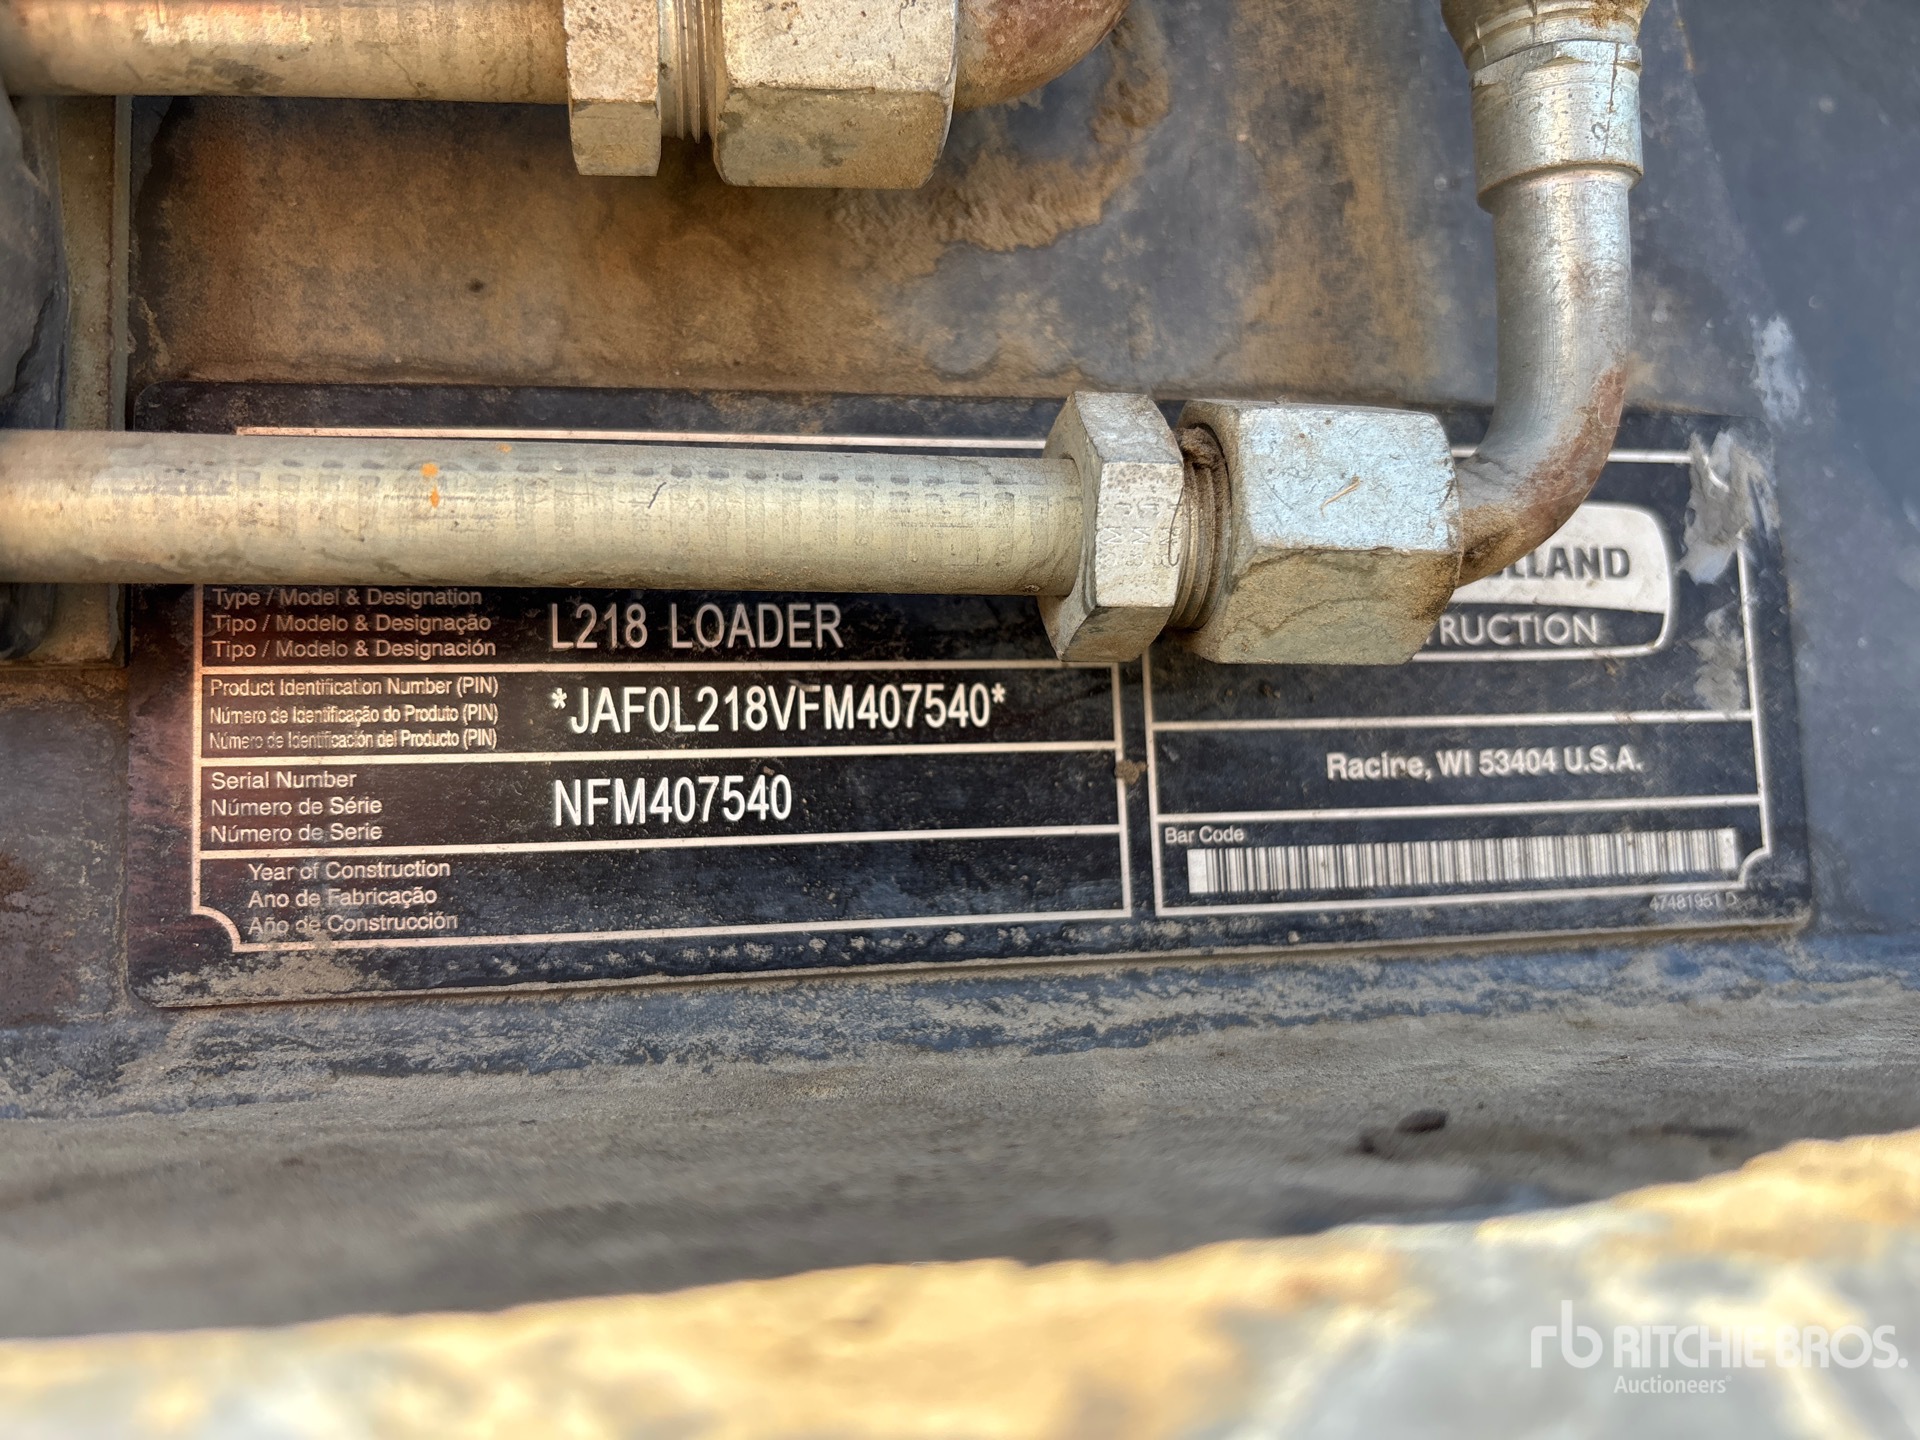 Type / Model & Designation
Tipo / Modelo & Designação
Tipo / Modelo & Designación
L218 LOADER
Product Identification Number (PIN)
Número de Identificação do Produto (PIN)
Número de Identificación del Producto (PIN)
*JAF0L218VFM407540*
Serial Number
Número de Série
Número de Serie
NFM407540
Year of Construction
Ano de Fabricação
Año de Construcción
LLAND
RUCTION
Racine, WI 53404 U.S.A.
Bar Code
47481951 D
rb RITCHIE BROS.
Auctioneers